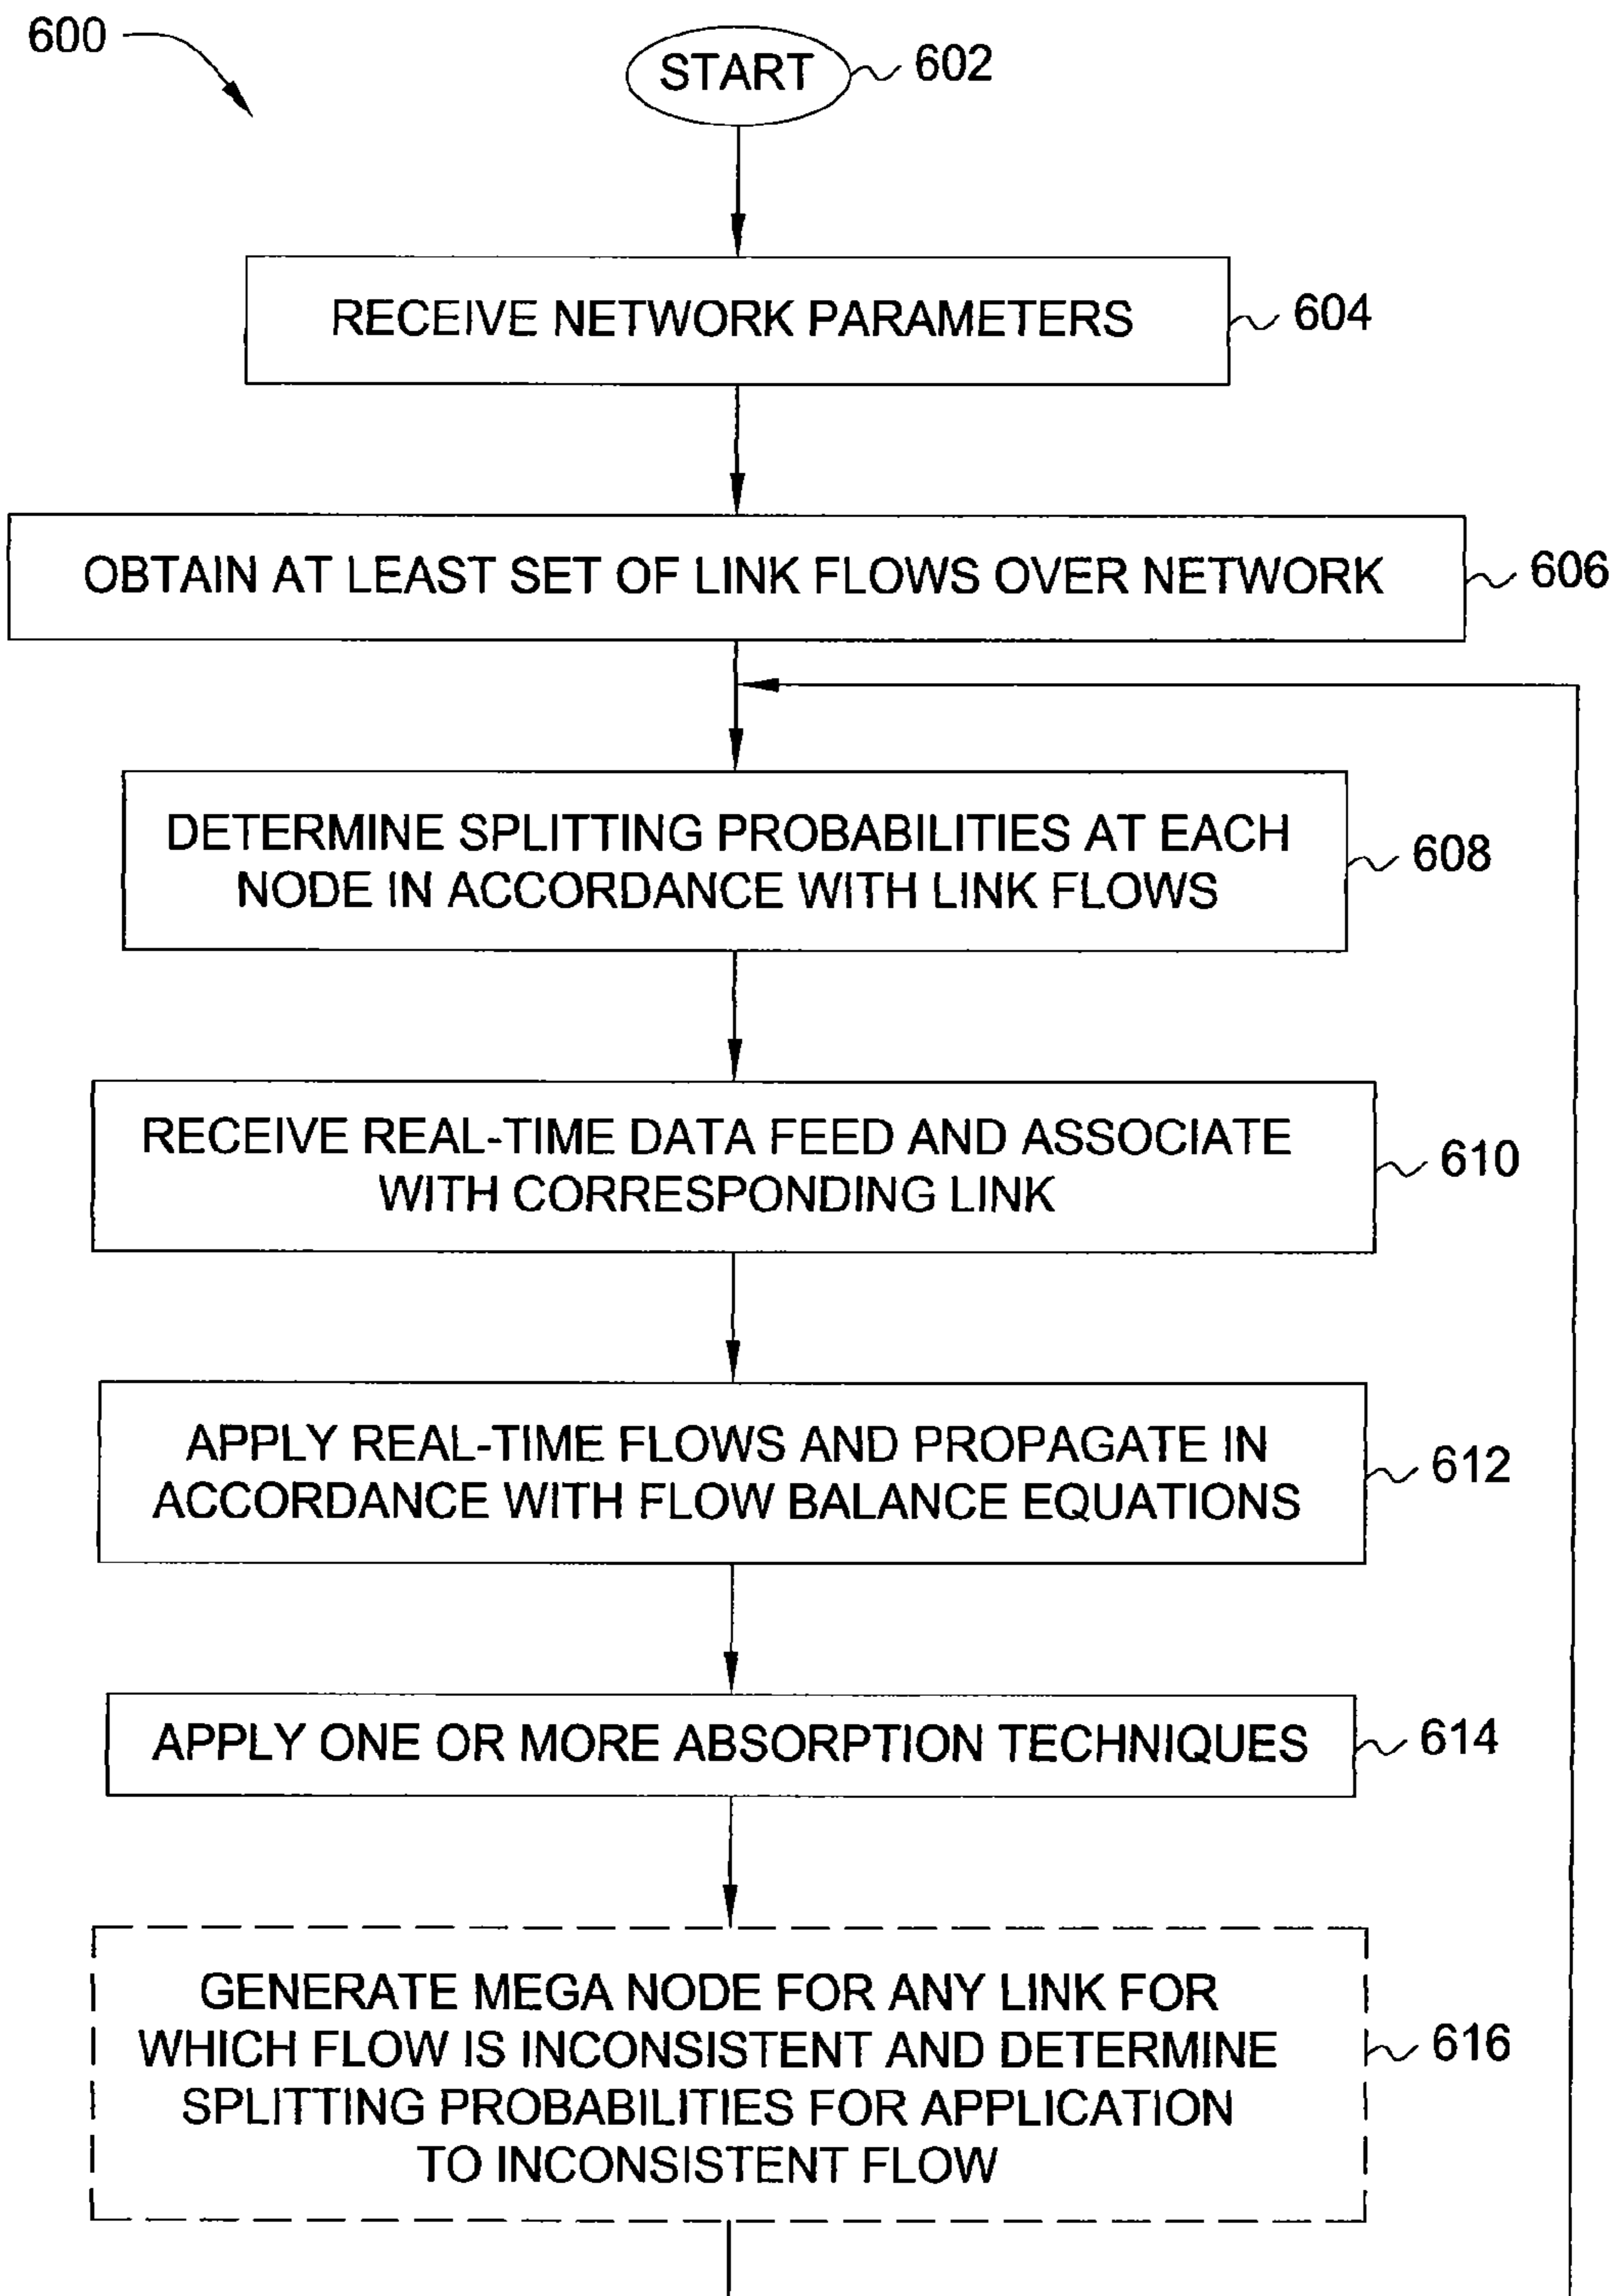 600
START
602
RECEIVE NETWORK PARAMETERS
604
OBTAIN AT LEAST SET OF LINK FLOWS OVER NETWORK
606
DETERMINE SPLITTING PROBABILITIES AT EACH
NODE IN ACCORDANCE WITH LINK FLOWS
608
RECEIVE REAL-TIME DATA FEED AND ASSOCIATE
WITH CORRESPONDING LINK
610
APPLY REAL-TIME FLOWS AND PROPAGATE IN
ACCORDANCE WITH FLOW BALANCE EQUATIONS
612
APPLY ONE OR MORE ABSORPTION TECHNIQUES
614
GENERATE MEGA NODE FOR ANY LINK FOR
WHICH FLOW IS INCONSISTENT AND DETERMINE
SPLITTING PROBABILITIES FOR APPLICATION
TO INCONSISTENT FLOW
616